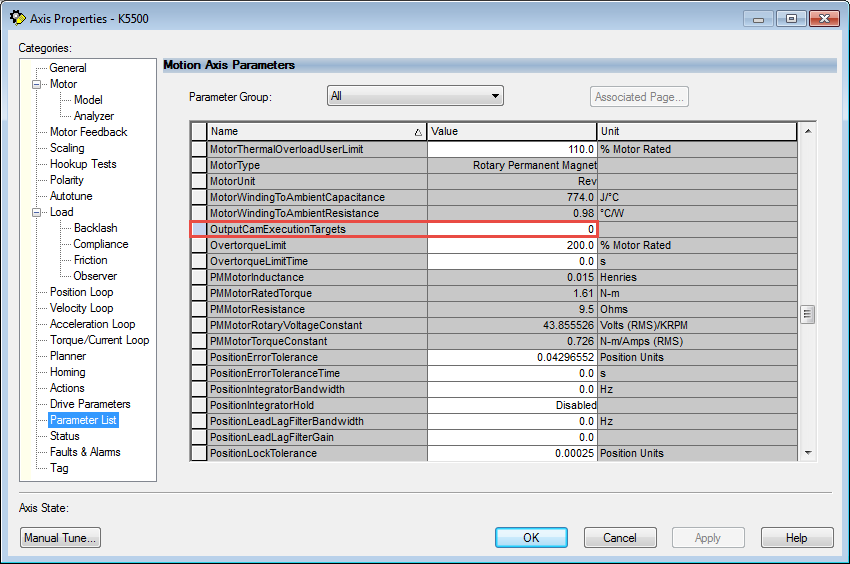 Axis Properties - K5500
Categories:
General
Motor
Model
Analyzer
Motor Feedback
Scaling
Hookup Tests
Polarity
Autotune
Load
Backlash
Compliance
Friction
Observer
Position Loop
Velocity Loop
Acceleration Loop
Torque/Current Loop
Planner
Homing
Actions
Drive Parameters
Parameter List
Status
Faults & Alarms
Tag
Motion Axis Parameters
Parameter Group: All Associated Page...
Name Value Unit
MotorThermalOverloadUserLimit 110.0 % Motor Rated
MotorType Rotary Permanent Magnet
MotorUnit Rev
MotorWindingToAmbientCapacitance 774.0 J/°C
MotorWindingToAmbientResistance 0.98 °C/W
OutputCamExecutionTargets 0
OvertorqueLimit 200.0 % Motor Rated
OvertorqueLimitTime 0.0 s
PMMotorInductance 0.015 Henries
PMMotorRatedTorque 1.61 N-m
PMMotorResistance 9.5 Ohms
PMMotorRotaryVoltageConstant 43.855526 Volts (RMS)/KRPM
PMMotorTorqueConstant 0.726 N-m/Amps (RMS)
PositionErrorTolerance 0.04296552 Position Units
PositionErrorToleranceTime 0.0 s
PositionIntegratorBandwidth 0.0 Hz
PositionIntegratorHold Disabled
PositionLeadLagFilterBandwidth 0.0 Hz
PositionLeadLagFilterGain 0.0
PositionLockTolerance 0.00025 Position Units
Axis State:
Manual Tune... OK Cancel Apply Help